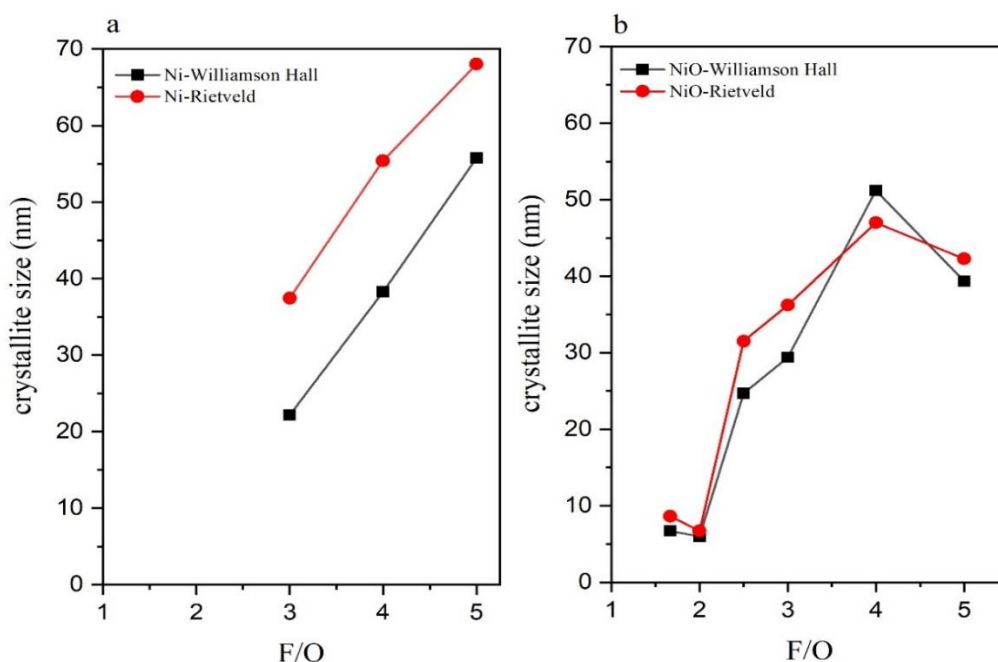 a
70
60
50
40
30
20
10
0
1 2 3 4 5
crystallite size (nm)
F/O
Ni-Williamson Hall
Ni-Rietveld
b
70
60
50
40
30
20
10
0
1 2 3 4 5
crystallite size (nm)
F/O
NiO-Williamson Hall
NiO-Rietveld